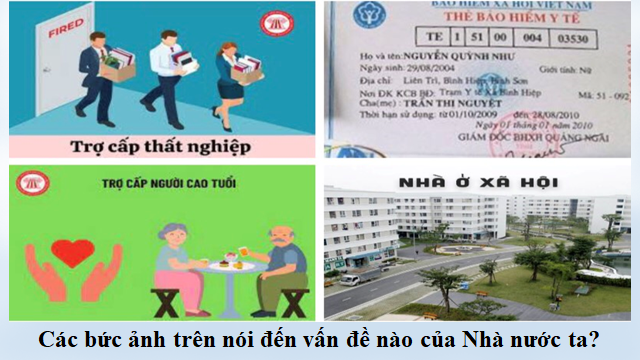 FIRED
Trợ cấp thất nghiệp
BẢO HIỂM XÃ HỘI VIỆT NAM
THẺ BẢO HIỂM Y TẾ
TE 1 51 00 004 03530
Họ và tên: NGUYỄN QUỲNH NHƯ
Ngày sinh: 29/08/2004 Giới tính: Nữ
Địa chỉ: Liên Trì, Bình Hiệp, Bình Sơn
Nơi ĐK KCB BĐ: Trạm Y tế Xã Bình Hiệp Mã: 51 - 092
Cha(mẹ): TRẦN THỊ NGUYỆT
Thời hạn sử dụng: từ 01/10/2009 đến 28/08/2010
Ngày 01 tháng 01 năm 2010
GIÁM ĐỐC BHXH QUẢNG NGÃI
TRỢ CẤP NGƯỜI CAO TUỔI
NHÀ Ở XÃ HỘI
Các bức ảnh trên nói đến vấn đề nào của Nhà nước ta?